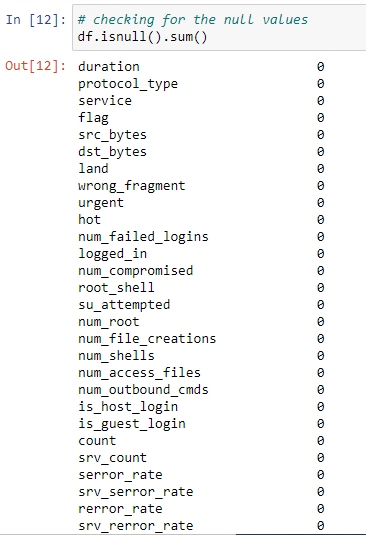 In [12]: # checking for the null values
df.isnull().sum()
Out[12]: duration 0
protocol_type 0
service 0
flag 0
src_bytes 0
dst_bytes 0
land 0
wrong_fragment 0
urgent 0
hot 0
num_failed_logins 0
logged_in 0
num_compromised 0
root_shell 0
su_attempted 0
num_root 0
num_file_creations 0
num_shells 0
num_access_files 0
num_outbound_cmds 0
is_host_login 0
is_guest_login 0
count 0
srv_count 0
serror_rate 0
srv_serror_rate 0
rerror_rate 0
srv_rerror_rate 0